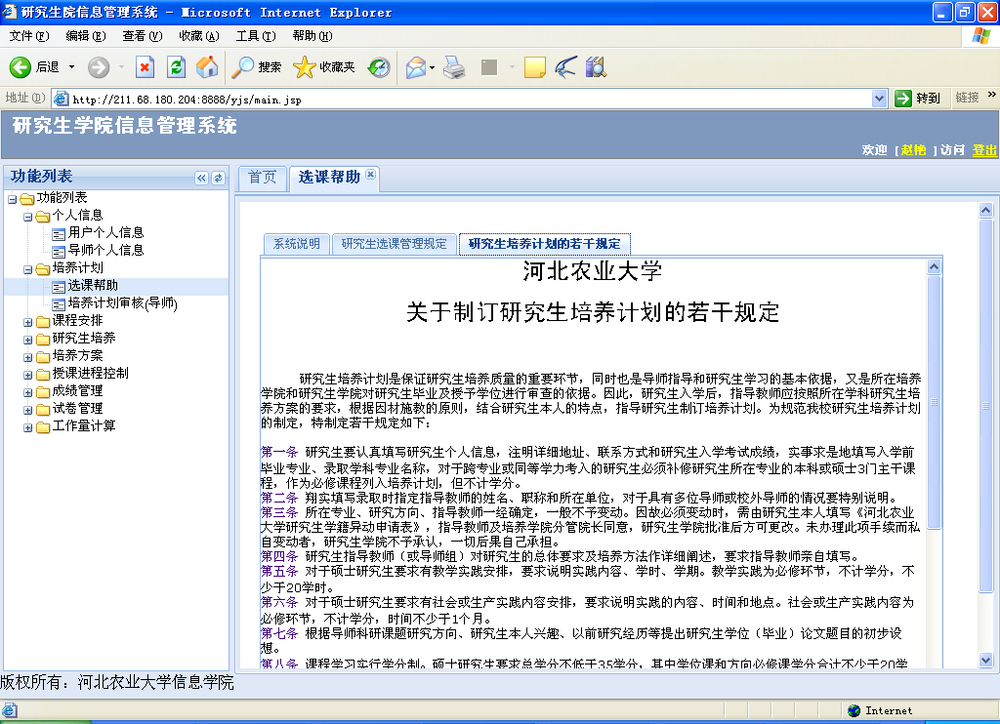 研究生院信息管理系统 - Microsoft Internet Explorer
文件(F) 编辑(E) 查看(V) 收藏(A) 工具(T) 帮助(H)
后退 搜索 收藏夹
地址(D) http://211.68.180.204:8888/yjs/main.jsp 转到 链接 »
研究生学院信息管理系统
欢迎 [赵艳 ]访问 登出
功能列表
首页 选课帮助
功能列表
个人信息
用户个人信息
导师个人信息
培养计划
选课帮助
培养计划审核(导师)
课程安排
研究生培养
培养方案
授课进程控制
成绩管理
试卷管理
工作量计算
系统说明 研究生选课管理规定 研究生培养计划的若干规定
河北农业大学
关于制订研究生培养计划的若干规定
研究生培养计划是保证研究生培养质量的重要环节，同时也是导师指导和研究生学习的基本依据，又是所在培养
学院和研究生学院对研究生毕业及授予学位进行审查的依据。因此，研究生入学后，指导教师应按照所在学科研究生培
养方案的要求，根据因材施教的原则，结合研究生本人的特点，指导研究生制订培养计划。为规范我校研究生培养计划
的制定，特制定若干规定如下：
第一条 研究生要认真填写研究生个人信息，注明详细地址、联系方式和研究生入学考试成绩，实事求是地填写入学前
毕业专业、录取学科专业名称，对于跨专业或同等学力考入的研究生必须补修研究生所在专业的本科或硕士3门主干课
程，作为必修课程列入培养计划，但不计学分。
第二条 翔实填写录取时指定指导教师的姓名、职称和所在单位，对于具有多位导师或校外导师的情况要特别说明。
第三条 所在专业、研究方向、指导教师一经确定，一般不予变动。因故必须变动时，需由研究生本人填写《河北农业
大学研究生学籍异动申请表》，指导教师及培养学院分管院长同意，研究生学院批准后方可更改。未办理此项手续而私
自变动者，研究生学院不予承认，一切后果自己承担。
第四条 研究生指导教师（或导师组）对研究生的总体要求及培养方法作详细阐述，要求指导教师亲自填写。
第五条 对于硕士研究生要求有教学实践安排，要求说明实践内容、学时、学期。教学实践为必修环节，不计学分，不
少于20学时。
第六条 对于硕士研究生要求有社会或生产实践内容安排，要求说明实践的内容、时间和地点。社会或生产实践内容为
必修环节，不计学分，时间不少于1个月。
第七条 根据导师科研课题研究方向、研究生本人兴趣、以前研究经历等提出研究生学位（毕业）论文题目的初步设
想。
第八条 课程学习实行学分制。硕士研究生要求总学分不低于35学分，其中学位课和方向必修课学分合计不少于20学
版权所有：河北农业大学信息学院
Internet